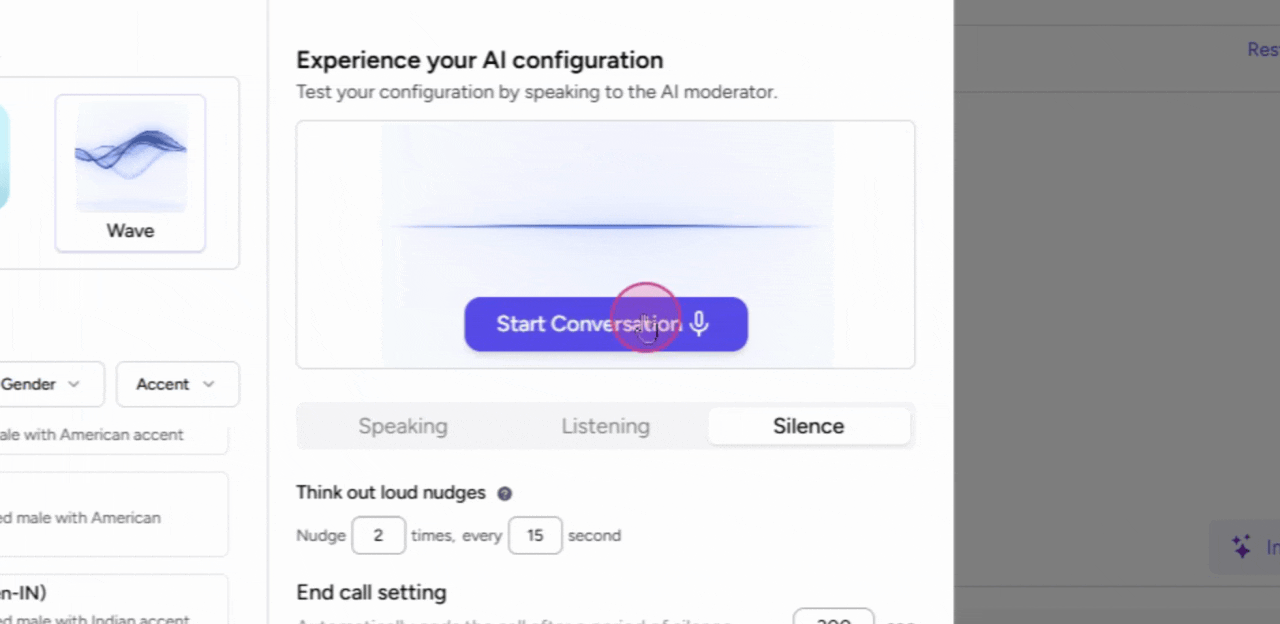 Experience your AI configuration
Test your configuration by speaking to the AI moderator.
Wave
Start Conversation
Gender
Accent
Speaking
Listening
Silence
ale with American accent
ed male with American
n-IN)
ed male with Indian accent
Think out loud nudges
Nudge 2 times, every 15 second
End call setting
Automatically ends the call after a period of silence
300
Res
In